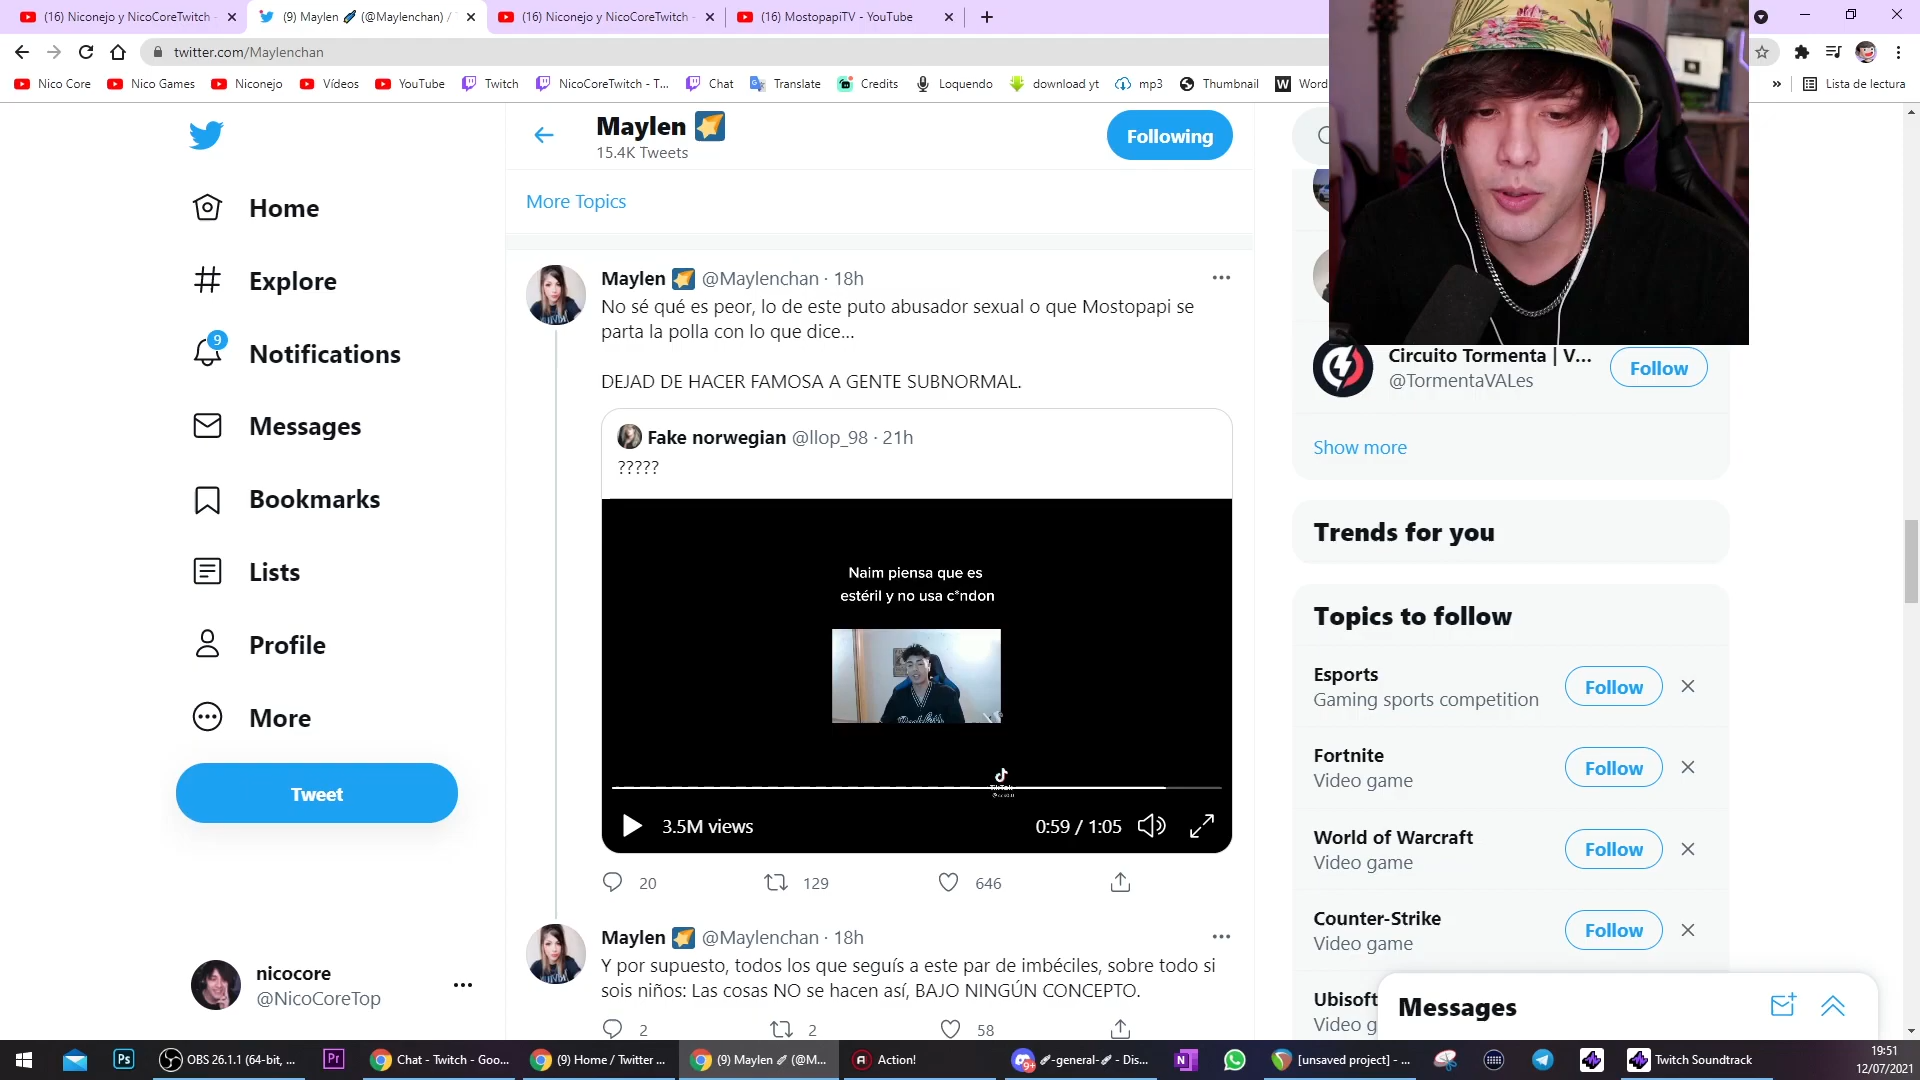 (16) Niconejo y NicoCoreTwitch -
(9) Maylen (@Maylenchan) /
(16) Niconejo y NicoCoreTwitch -
(16) MostopapiTV - YouTube
twitter.com/Maylenchan
Nico Core
Nico Games
Niconejo
Vídeos
YouTube
Twitch
NicoCoreTwitch - T...
Chat
Translate
Credits
Loquendo
download yt
mp3
Thumbnail
Word
Lista de lectura
Home
Explore
9
Notifications
Messages
Bookmarks
Lists
Profile
More
Tweet
nicocore
@NicoCoreTop
Maylen
15.4K Tweets
Following
More Topics
Maylen @Maylenchan · 18h
No sé qué es peor, lo de este puto abusador sexual o que Mostopapi se
parta la polla con lo que dice...
DEJAD DE HACER FAMOSA A GENTE SUBNORMAL.
Fake norwegian @llop_98 · 21h
?????
Naim piensa que es
estéril y no usa c*ndon
TikTok
3.5M views
0:59 / 1:05
20
129
646
Maylen @Maylenchan · 18h
Y por supuesto, todos los que seguís a este par de imbéciles, sobre todo si
sois niños: Las cosas NO se hacen así, BAJO NINGÚN CONCEPTO.
2
2
58
Circuito Tormenta | V...
@TormentaVALes
Follow
Show more
Trends for you
Topics to follow
Esports
Gaming sports competition
Follow
Fortnite
Video game
Follow
World of Warcraft
Video game
Follow
Counter-Strike
Video game
Follow
Ubisoft
Video g
Messages
Ps
OBS 26.1.1 (64-bit, ...
Pr
Chat - Twitch - Goo...
(9) Home / Twitter ...
(9) Maylen (@M...
Action!
9+
-general- - Dis...
N
[unsaved project] - ...
Twitch Soundtrack
19:51
12/07/2021